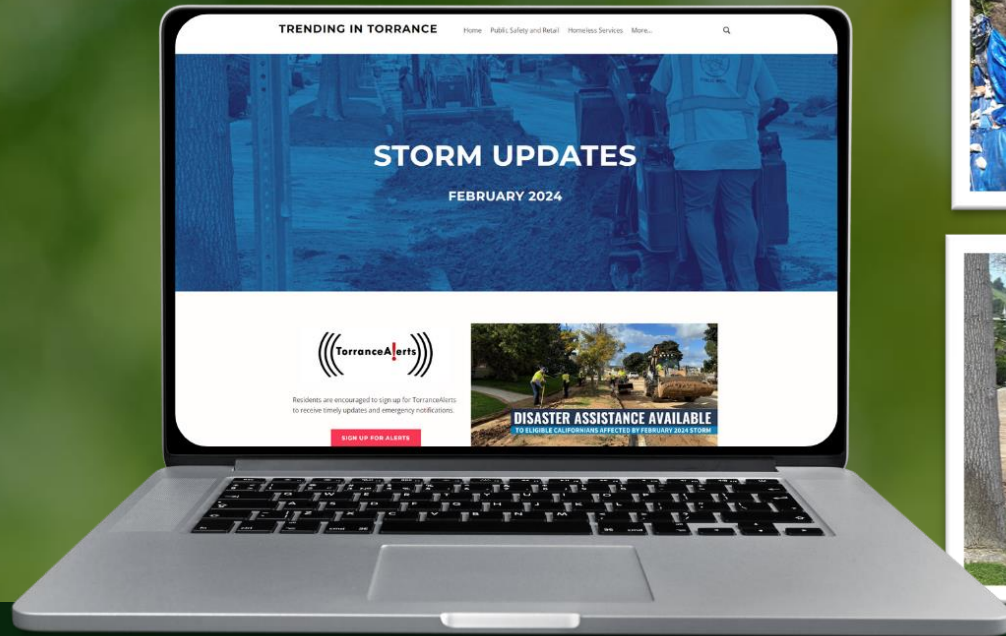 TRENDING IN TORRANCE
Home Public Safety and Retail Homeless Services More...
STORM UPDATES
FEBRUARY 2024
TorranceAlerts
Residents are encouraged to sign up for TorranceAlerts
to receive timely updates and emergency notifications.
SIGN UP FOR ALERTS
DISASTER ASSISTANCE AVAILABLE
TO ELIGIBLE CALIFORNIANS AFFECTED BY FEBRUARY 2024 STORM